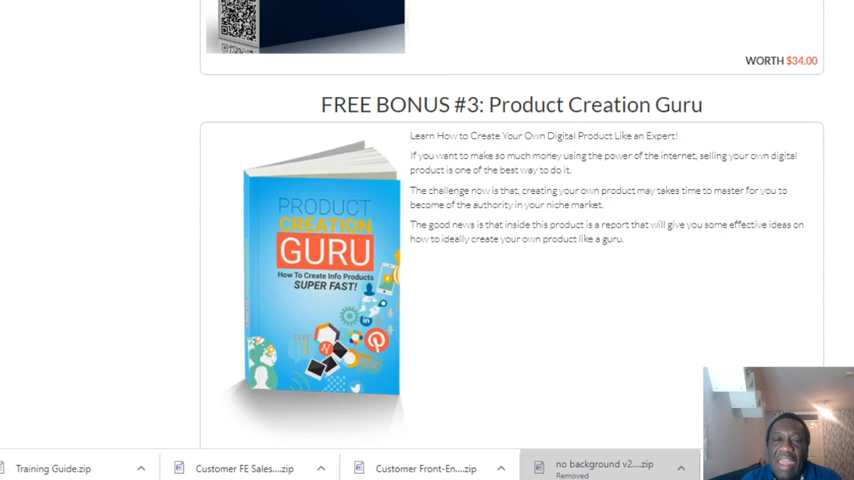 WORTH $34.00
FREE BONUS #3: Product Creation Guru
Learn How to Create Your Own Digital Product Like an Expert!
If you want to make so much money using the power of the internet, selling your own digital
product is one of the best way to do it.
The challenge now is that, creating your own product may takes time to master for you to
become of the authority in your niche market.
The good news is that inside this product is a report that will give you some effective ideas on
how to ideally create your own product like a guru.
PRODUCT
CREATION
GURU
How To Create Info Products
SUPER FAST!
Training Guide.zip
Customer FE Sales....zip
Customer Front-En....zip
no background v2....zip
Removed